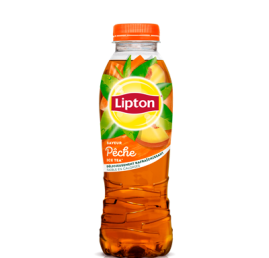 Lipton
SAVEUR
Pêche
ICE TEA
DÉLICIEUSEMENT RAFRAÎCHISSANT